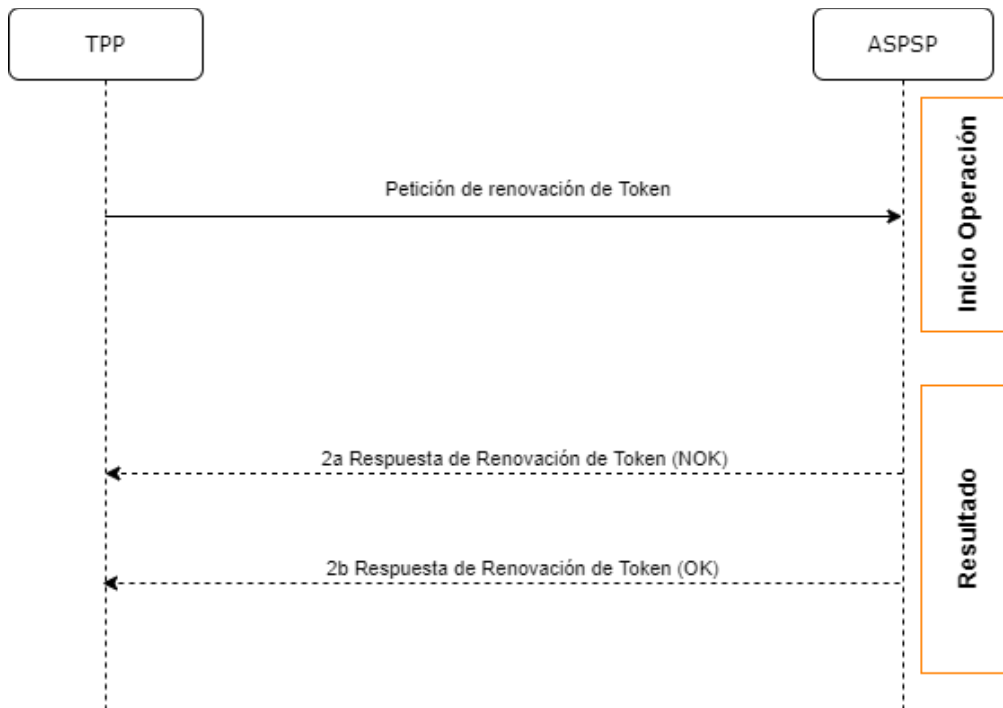 TPP
ASPSP
Inicio Operación
Petición de renovación de Token
2a Respuesta de Renovación de Token (NOK)
Resultado
2b Respuesta de Renovación de Token (OK)